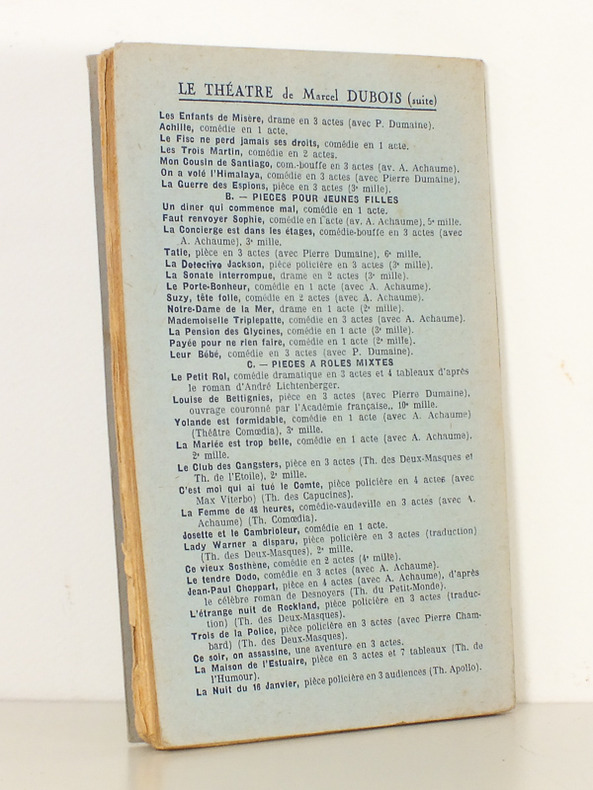 LE THÉATRE de Marcel DUBOIS (suite)
Les Enfants de Misère, drame en 3 actes (avec P. Dumaine).
Achille, comédie en 1 acte.
Le Fisc ne perd jamais ses droits, comédie en 1 acte.
Les Trois Martin, comédie en 2 actes.
Mon Cousin de Santiago, com.-bouffe en 3 actes (av. A. Achaume).
On a volé l'Himalaya, comédie en 3 actes (avec Pierre Dumaine).
La Guerre des Espions, pièce en 3 actes (3e mille).
B. — PIECES POUR JEUNES FILLES
Un dîner qui commence mal, comédie en 1 acte.
Faut renvoyer Sophie, comédie en 1 acte (av. A. Achaume), 5e mille.
La Concierge est dans les étages, comédie-bouffe en 3 actes (avec
A. Achaume), 3e mille.
Tatie, pièce en 3 actes (avec Pierre Dumaine), 6e mille.
La Detective Jackson, pièce policière en 3 actes (3e mille).
La Sonate interrompue, drame en 2 actes (3e mille).
Le Porte-Bonheur, comédie en 1 acte (avec A. Achaume).
Suzy, tête folle, comédie en 2 actes (avec A. Achaume).
Notre-Dame de la Mer, drame en 1 acte (2e mille).
Mademoiselle Triplepatte, comédie en 3 actes (avec A. Achaume).
La Pension des Glycines, comédie en 1 acte (3e mille).
Payée pour ne rien faire, comédie en 1 acte (2e mille).
Leur Bébé, comédie en 3 actes (avec P. Dumaine).
C. — PIECES A ROLES MIXTES
Le Petit Roi, comédie dramatique en 3 actes et 4 tableaux d'après
le roman d'André Lichtenberger.
Louise de Bettignies, pièce en 3 actes (avec Pierre Dumaine),
ouvrage couronné par l'Académie française,. 10e mille.
Yolande est formidable, comédie en 1 acte (avec A. Achaume)
(Théâtre Comœdia), 3e mille.
La Mariée est trop belle, comédie en 1 acte (avec A. Achaume).
2e mille.
Le Club des Gangsters, pièce en 3 actes (Th. des Deux-Masques et
Th. de l'Etoile), 2e mille.
C'est moi qui ai tué le Comte, pièce policière en 4 actes (avec
Max Viterbo) (Th. des Capucines).
La Femme de 48 heures, comédie-vaudeville en 3 actes (avec A.
Achaume) (Th. Comœdia).
Josette et le Cambrioleur, comédie en 1 acte.
Lady Warner a disparu, pièce policière en 3 actes (traduction)
(Th. des Deux-Masques), 2e mille.
Ce vieux Sosthène, comédie en 2 actes (4e mille).
Le tendre Dodo, comédie en 3 actes (avec A. Achaume).
Jean-Paul Choppart, pièce en 4 actes (avec A. Achaume), d'après
le célèbre roman de Desnoyers (Th. du Petit-Monde).
L'étrange nuit de Rockland, pièce policière en 3 actes (traduc-
tion) (Th. des Deux-Masques).
Trois de la Police, pièce policière en 3 actes (avec Pierre Cham-
bard) (Th. des Deux-Masques).
Ce soir, on assassine, une aventure en 3 actes.
La Maison de l'Estuaire, pièce en 3 actes et 7 tableaux (Th. de
l'Humour).
La Nuit du 16 Janvier, pièce policière en 3 audiences (Th. Apollo).